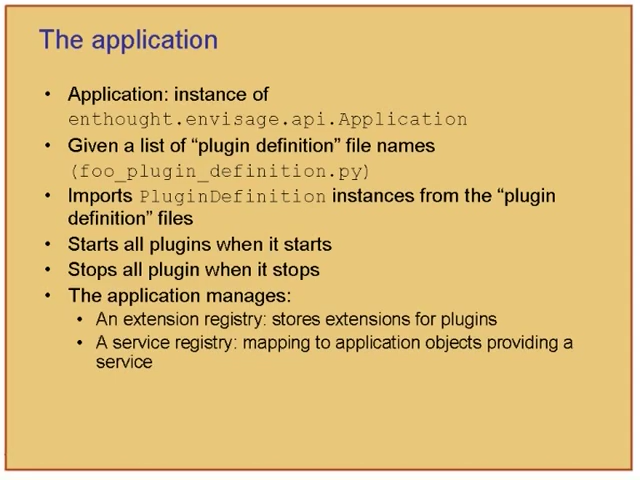 The application
• Application: instance of
enthought.envisage.api.Application
• Given a list of “plugin definition” file names
(foo_plugin_definition.py)
• Imports PluginDefinition instances from the “plugin
definition” files
• Starts all plugins when it starts
• Stops all plugin when it stops
• The application manages:
• An extension registry: stores extensions for plugins
• A service registry: mapping to application objects providing a
service